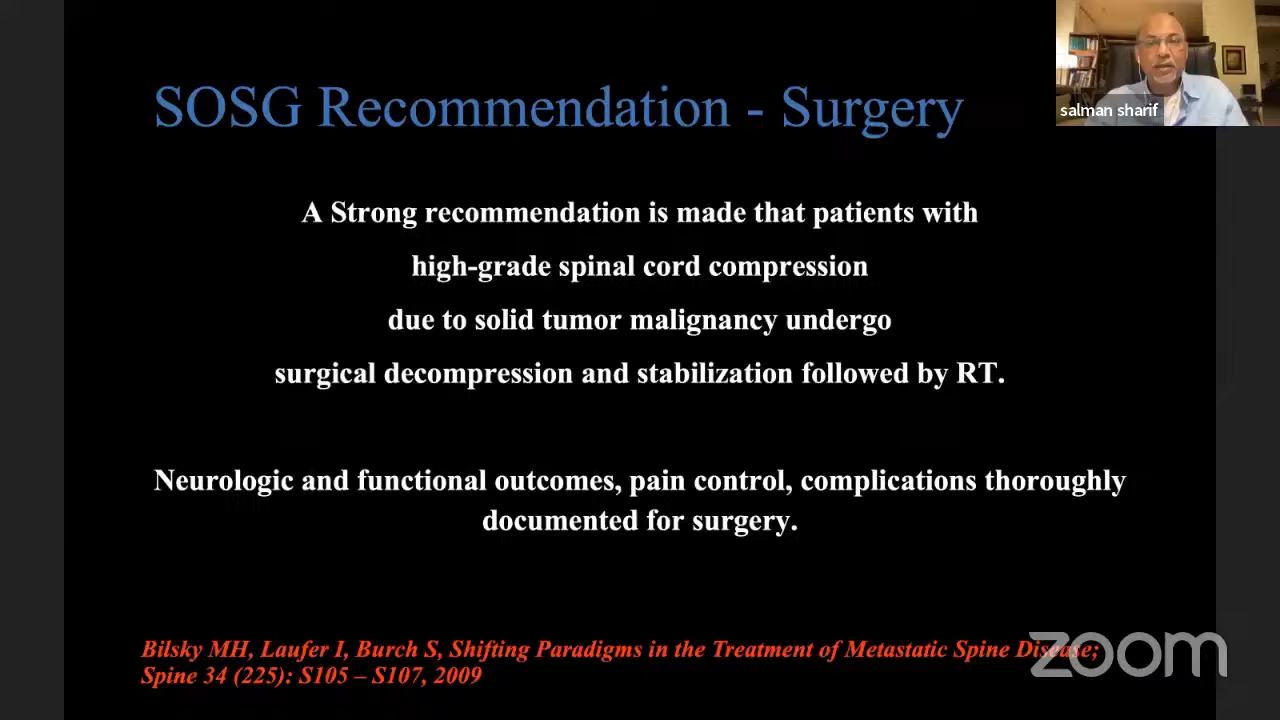 salman sharif
SOSG Recommendation - Surgery
A Strong recommendation is made that patients with
high-grade spinal cord compression
due to solid tumor malignancy undergo
surgical decompression and stabilization followed by RT.
Neurologic and functional outcomes, pain control, complications thoroughly
documented for surgery.
Bilsky MH, Laufer I, Burch S, Shifting Paradigms in the Treatment of Metastatic Spine Disease;
Spine 34 (225): S105 – S107, 2009
zoom